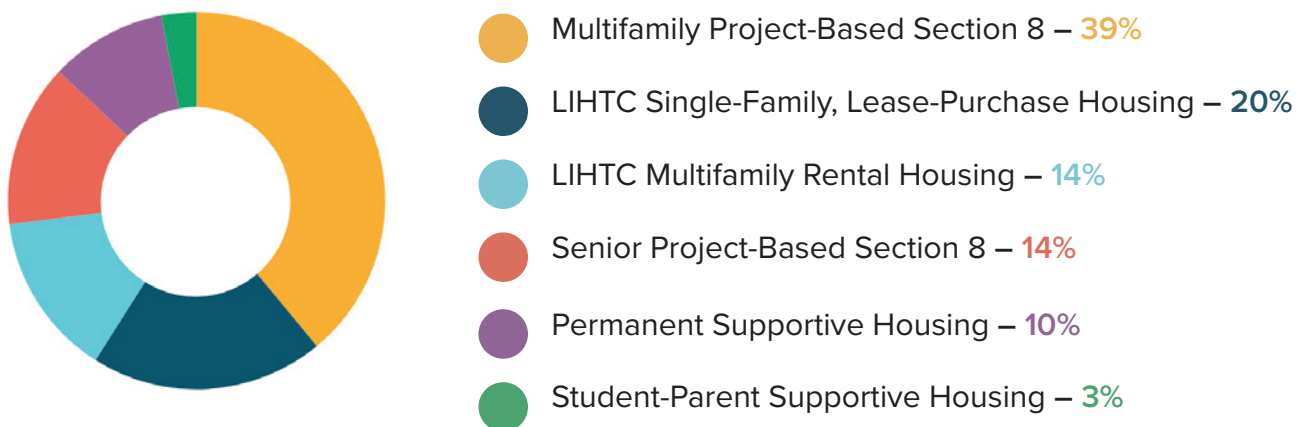 Multifamily Project-Based Section 8 – 39%
LIHTC Single-Family, Lease-Purchase Housing – 20%
LIHTC Multifamily Rental Housing – 14%
Senior Project-Based Section 8 – 14%
Permanent Supportive Housing – 10%
Student-Parent Supportive Housing – 3%